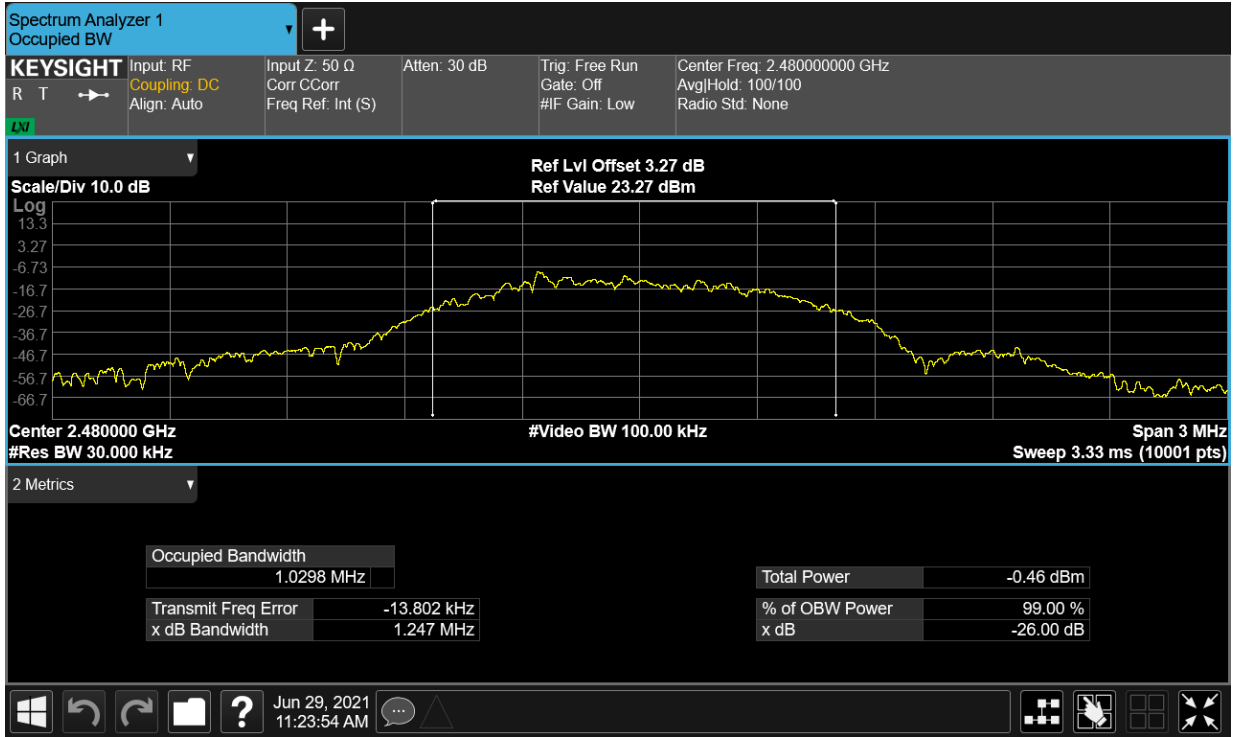 Spectrum Analyzer 1
Occupied BW
KEYSIGHT
R T
LXI
Input: RF
Coupling: DC
Align: Auto
Input Z: 50 Ω
Corr CCorr
Freq Ref: Int (S)
Atten: 30 dB
Trig: Free Run
Gate: Off
#IF Gain: Low
Center Freq: 2.480000000 GHz
Avg|Hold: 100/100
Radio Std: None
1 Graph
Scale/Div 10.0 dB
Ref Lvl Offset 3.27 dB
Ref Value 23.27 dBm
Log
13.3
3.27
-6.73
-16.7
-26.7
-36.7
-46.7
-56.7
-66.7
Center 2.480000 GHz
#Video BW 100.00 kHz
Span 3 MHz
#Res BW 30.000 kHz
Sweep 3.33 ms (10001 pts)
2 Metrics
Occupied Bandwidth
1.0298 MHz
Transmit Freq Error -13.802 kHz
x dB Bandwidth 1.247 MHz
Total Power -0.46 dBm
% of OBW Power 99.00 %
x dB -26.00 dB
?
Jun 29, 2021
11:23:54 AM